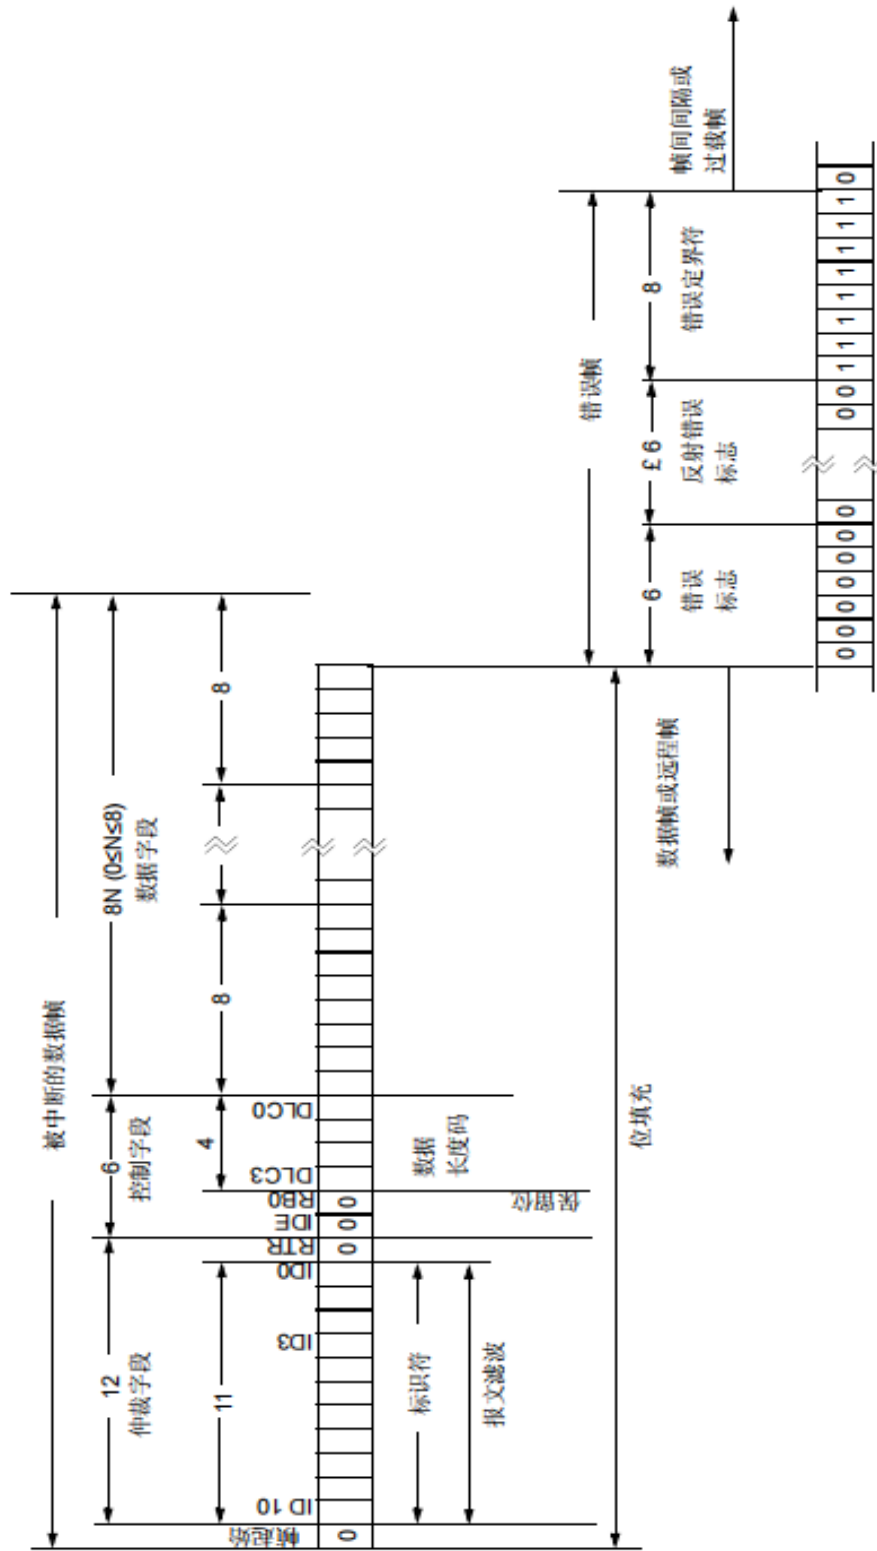 被中断的数据帧
12
仲裁字段
6
控制字段
8N (0≤N≤8)
数据字段
11
4
8
8
帧起始
ID 10
ID3
ID0
RTR
IDE
RB0
DLC3
DLC0
0
0
0
0
标识符
报文滤波
保留位
数据
长度码
位填充
数据帧或远程帧
错误帧
6
错误
标志
£ 6
反射错误
标志
8
错误定界符
帧间间隔或
过载帧
0 0 0 0 0 0 0 0 0 1 1 1 1 1 1 1 1 0